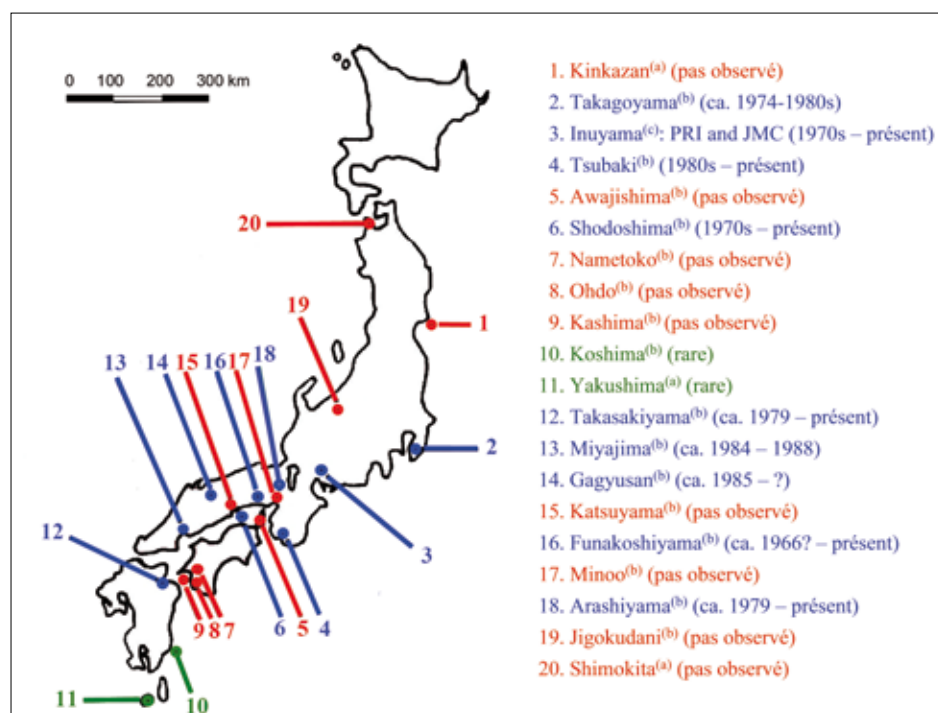 0 100 200 300 km
1. Kinkazan(a) (pas observé)
2. Takagoyama(b) (ca. 1974-1980s)
3. Inuyama(c): PRI and JMC (1970s – présent)
4. Tsubaki(b) (1980s – présent)
5. Awajishima(b) (pas observé)
6. Shodoshima(b) (1970s – présent)
7. Nametoko(b) (pas observé)
8. Ohdo(b) (pas observé)
9. Kashima(b) (pas observé)
10. Koshima(b) (rare)
11. Yakushima(a) (rare)
12. Takasakiyama(b) (ca. 1979 – présent)
13. Miyajima(b) (ca. 1984 – 1988)
14. Gagyusan(b) (ca. 1985 – ?)
15. Katsuyama(b) (pas observé)
16. Funakoshiyama(b) (ca. 1966? – présent)
17. Minoo(b) (pas observé)
18. Arashiyama(b) (ca. 1979 – présent)
19. Jigokudani(b) (pas observé)
20. Shimokita(a) (pas observé)
20
19
1
13 14 15 16 17 18
2
12
3
9 8 7 6 5 4
11 10